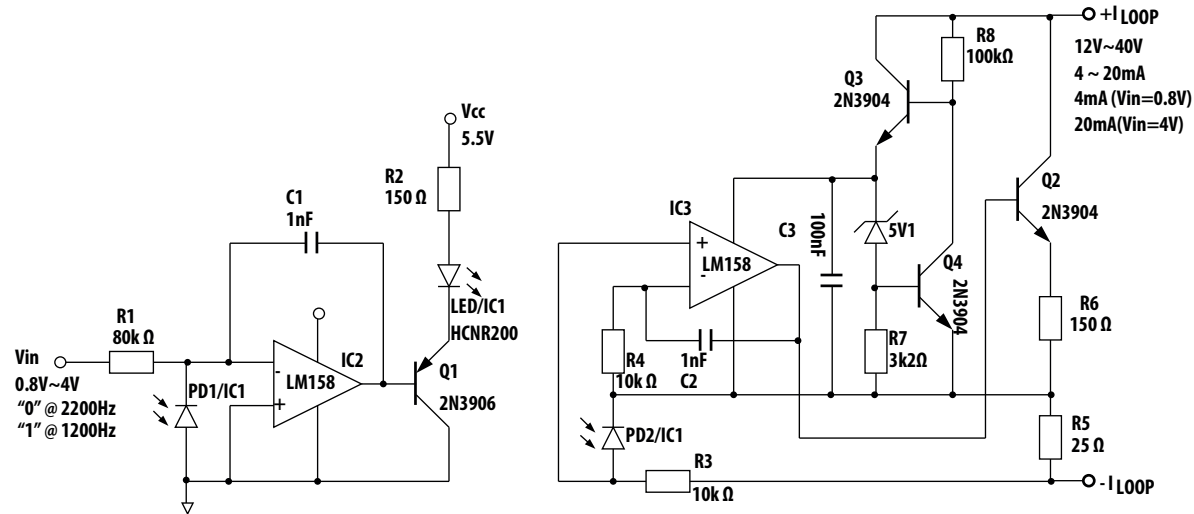 Vcc
5.5V
R2
150 Ω
C1
1nF
LED/IC1
HCNR200
R1
80k Ω
Vin
0.8V~4V
“0” @ 2200Hz
“1” @ 1200Hz
PD1/IC1
-
+
LM158
IC2
Q1
2N3906
+I LOOP
12V~40V
4 ~ 20mA
4mA (Vin=0.8V)
20mA(Vin=4V)
R8
100kΩ
Q3
2N3904
Q2
2N3904
IC3
+
LM158
-
C3
100nF
5V1
Q4
2N3904
R6
150 Ω
R4
10k Ω
1nF
C2
R7
3k2Ω
PD2/IC1
R5
25 Ω
R3
10k Ω
-I LOOP